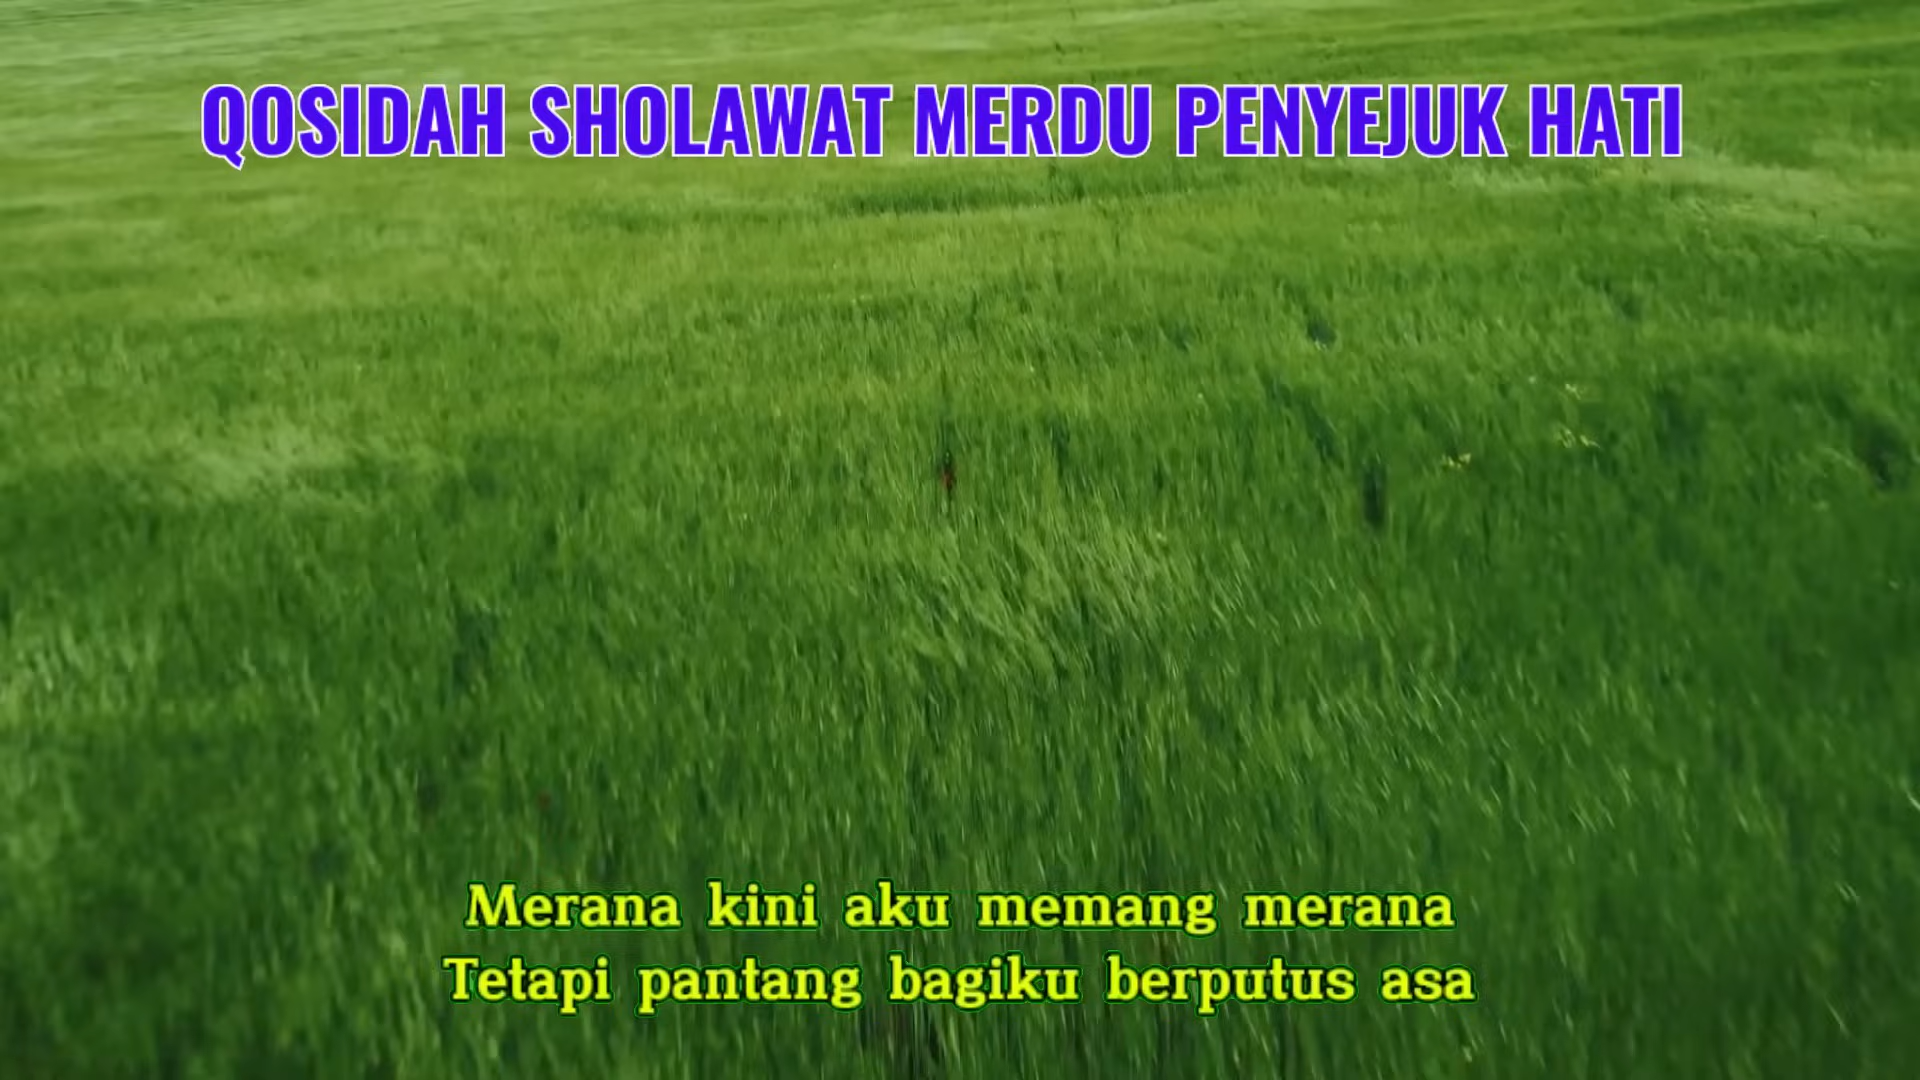 QOSIDAH SHOLAWAT MERDU PENYEJUK HATI
Merana kini aku memang merana
Tetapi pantang bagiku berputus asa